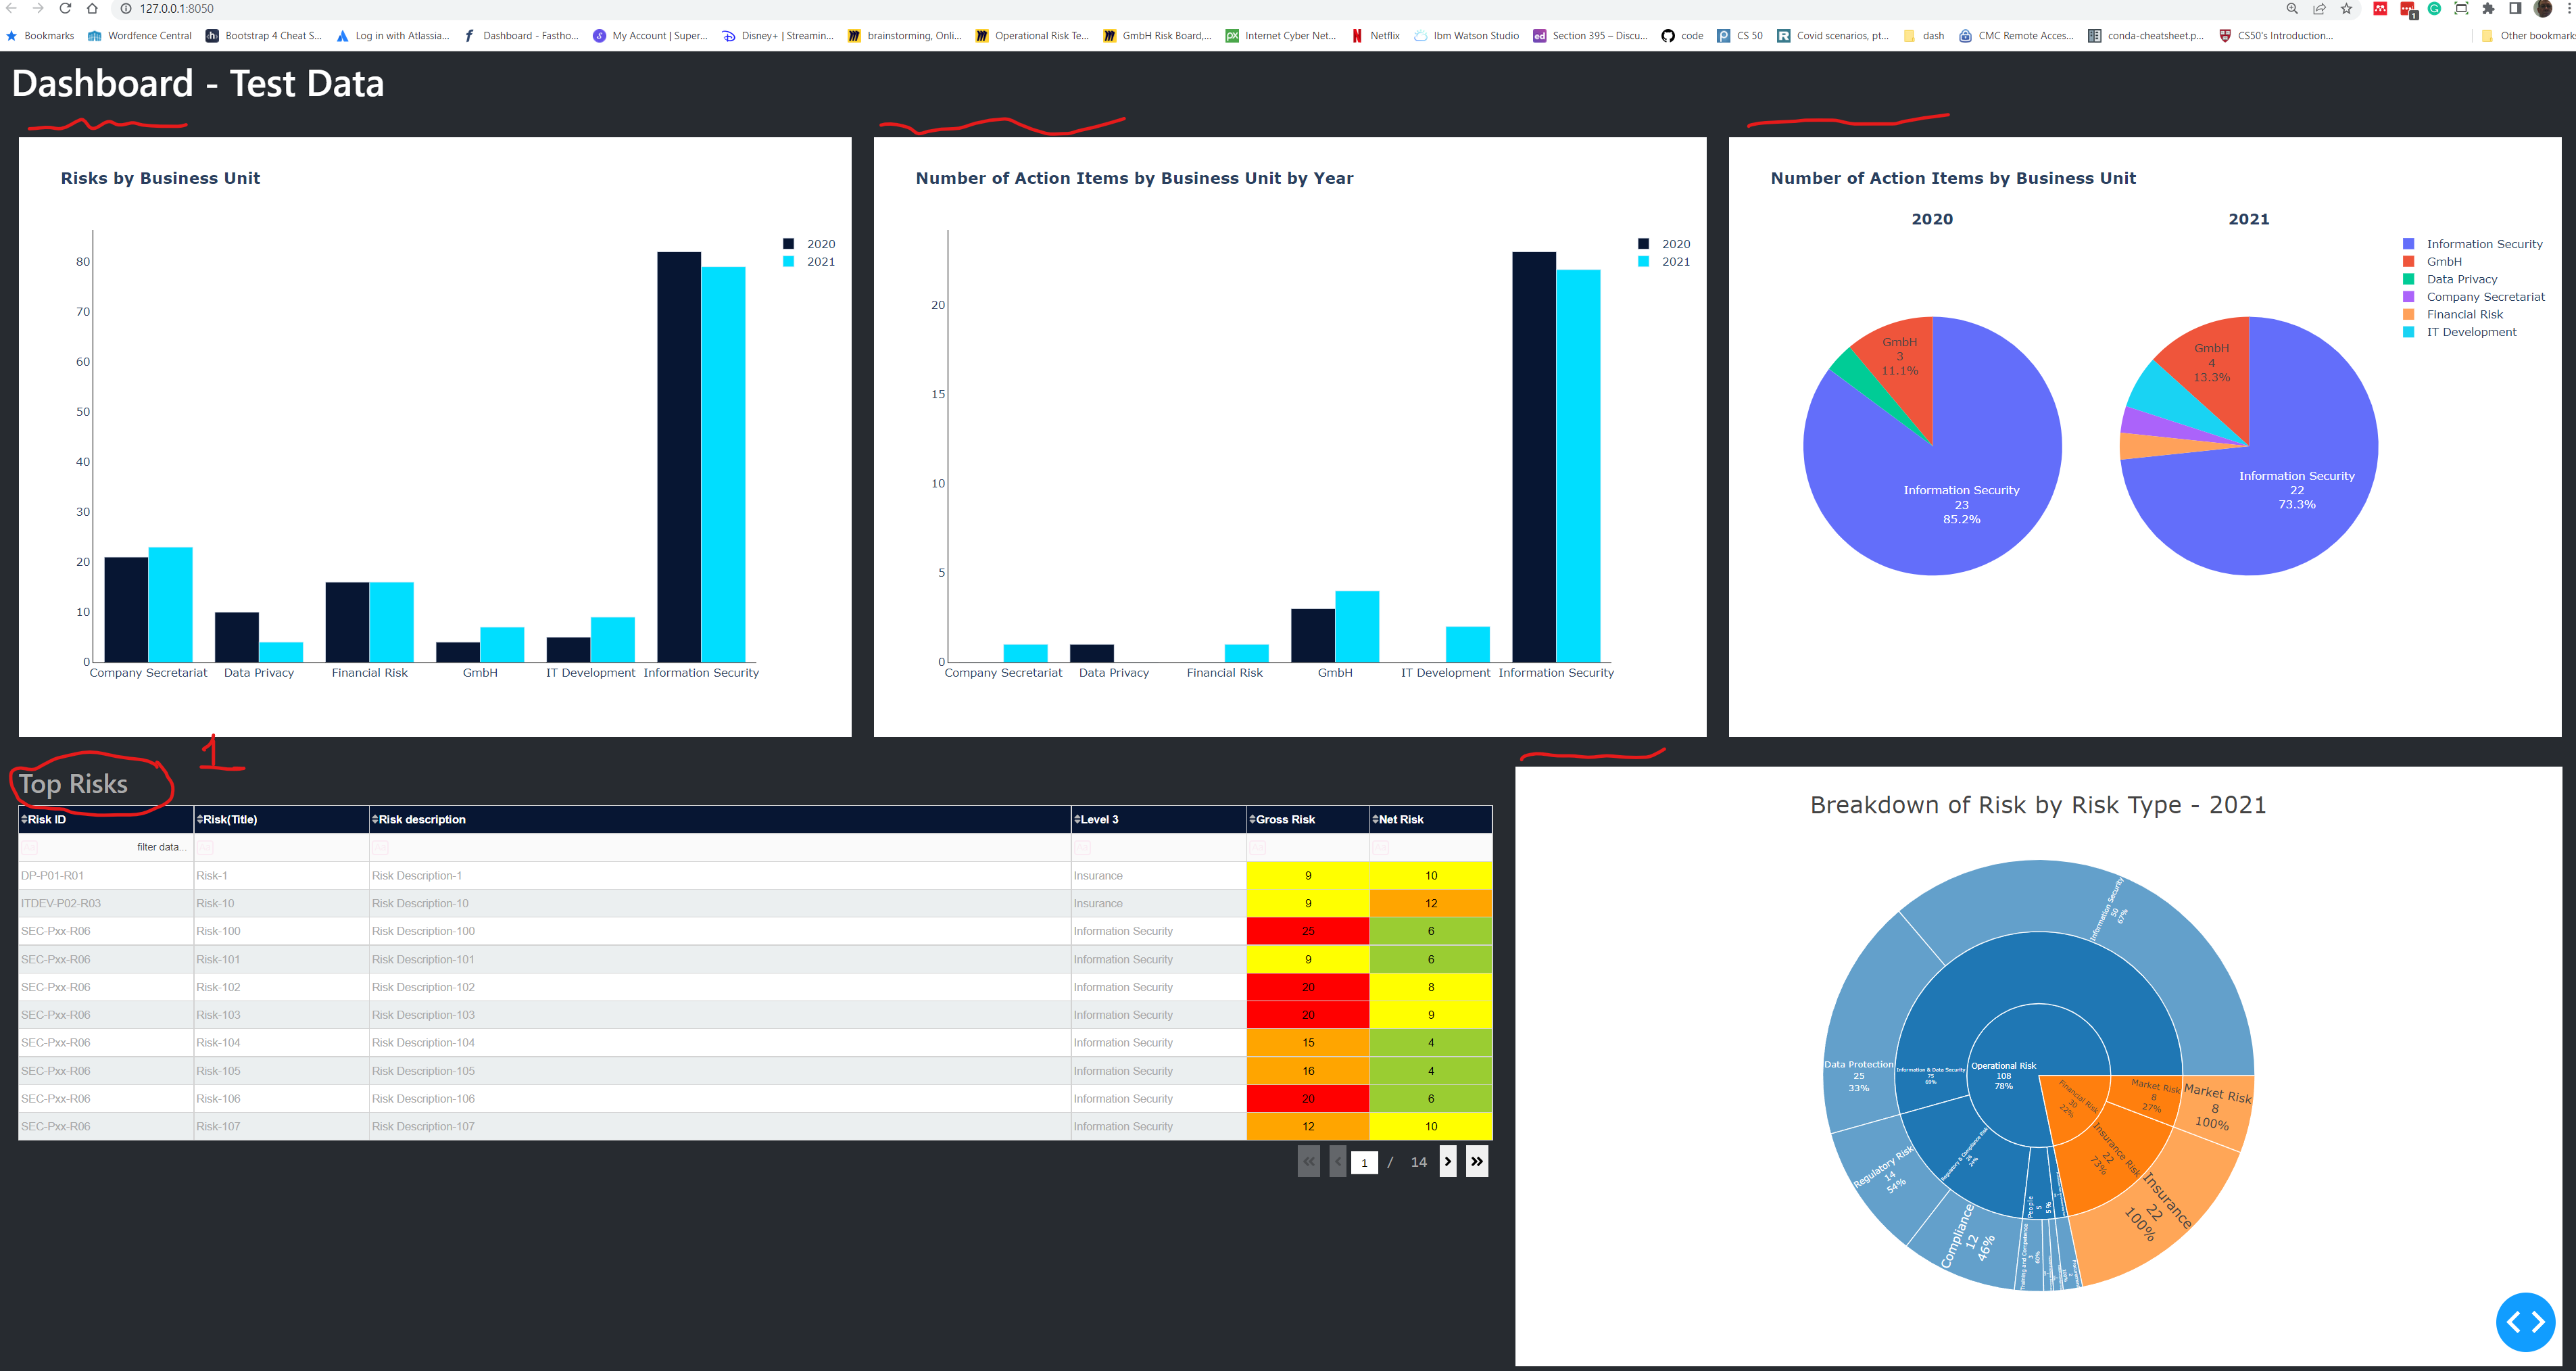 127.0.0.1:8050
Bookmarks
Wordfence Central
Bootstrap 4 Cheat S...
Log in with Atlassia...
Dashboard - Fastho...
My Account | Super...
Disney+ | Streamin...
brainstorming, Onli...
Operational Risk Te...
GmbH Risk Board,...
Internet Cyber Net...
Netflix
Ibm Watson Studio
Section 395 – Discu...
code
CS 50
Covid scenarios, pt...
dash
CMC Remote Acces...
conda-cheatsheet.p...
CS50's Introduction...
Other bookmarks
Dashboard - Test Data
Risks by Business Unit
2020
2021
80
70
60
50
40
30
20
10
0
Company Secretariat
Data Privacy
Financial Risk
GmbH
IT Development
Information Security
Number of Action Items by Business Unit by Year
2020
2021
20
15
10
5
0
Company Secretariat
Data Privacy
Financial Risk
GmbH
IT Development
Information Security
Number of Action Items by Business Unit
2020
2021
Information Security
GmbH
Data Privacy
Company Secretariat
Financial Risk
IT Development
GmbH
3
11.1%
Information Security
23
85.2%
GmbH
4
13.3%
Information Security
22
73.3%
1
Top Risks
Risk ID Risk(Title) Risk description Level 3 Gross Risk Net Risk
filter data...
DP-P01-R01 Risk-1 Risk Description-1 Insurance 9 10
ITDEV-P02-R03 Risk-10 Risk Description-10 Insurance 9 12
SEC-Pxx-R06 Risk-100 Risk Description-100 Information Security 25 6
SEC-Pxx-R06 Risk-101 Risk Description-101 Information Security 9 6
SEC-Pxx-R06 Risk-102 Risk Description-102 Information Security 20 8
SEC-Pxx-R06 Risk-103 Risk Description-103 Information Security 20 9
SEC-Pxx-R06 Risk-104 Risk Description-104 Information Security 15 4
SEC-Pxx-R06 Risk-105 Risk Description-105 Information Security 16 4
SEC-Pxx-R06 Risk-106 Risk Description-106 Information Security 20 6
SEC-Pxx-R06 Risk-107 Risk Description-107 Information Security 12 10
1 / 14
Breakdown of Risk by Risk Type - 2021
Information Security
50
67%
Data Protection
25
33%
Information & Data Security
75
69%
Operational Risk
108
78%
Financial Risk
30
22%
Market Risk
8
27%
Market Risk
8
100%
Insurance Risk
22
73%
Insurance
22
100%
Regulatory & Compliance Risk
26
24%
Regulatory Risk
14
54%
Compliance
12
46%
People
5
5%
Training and Competence
3
60%